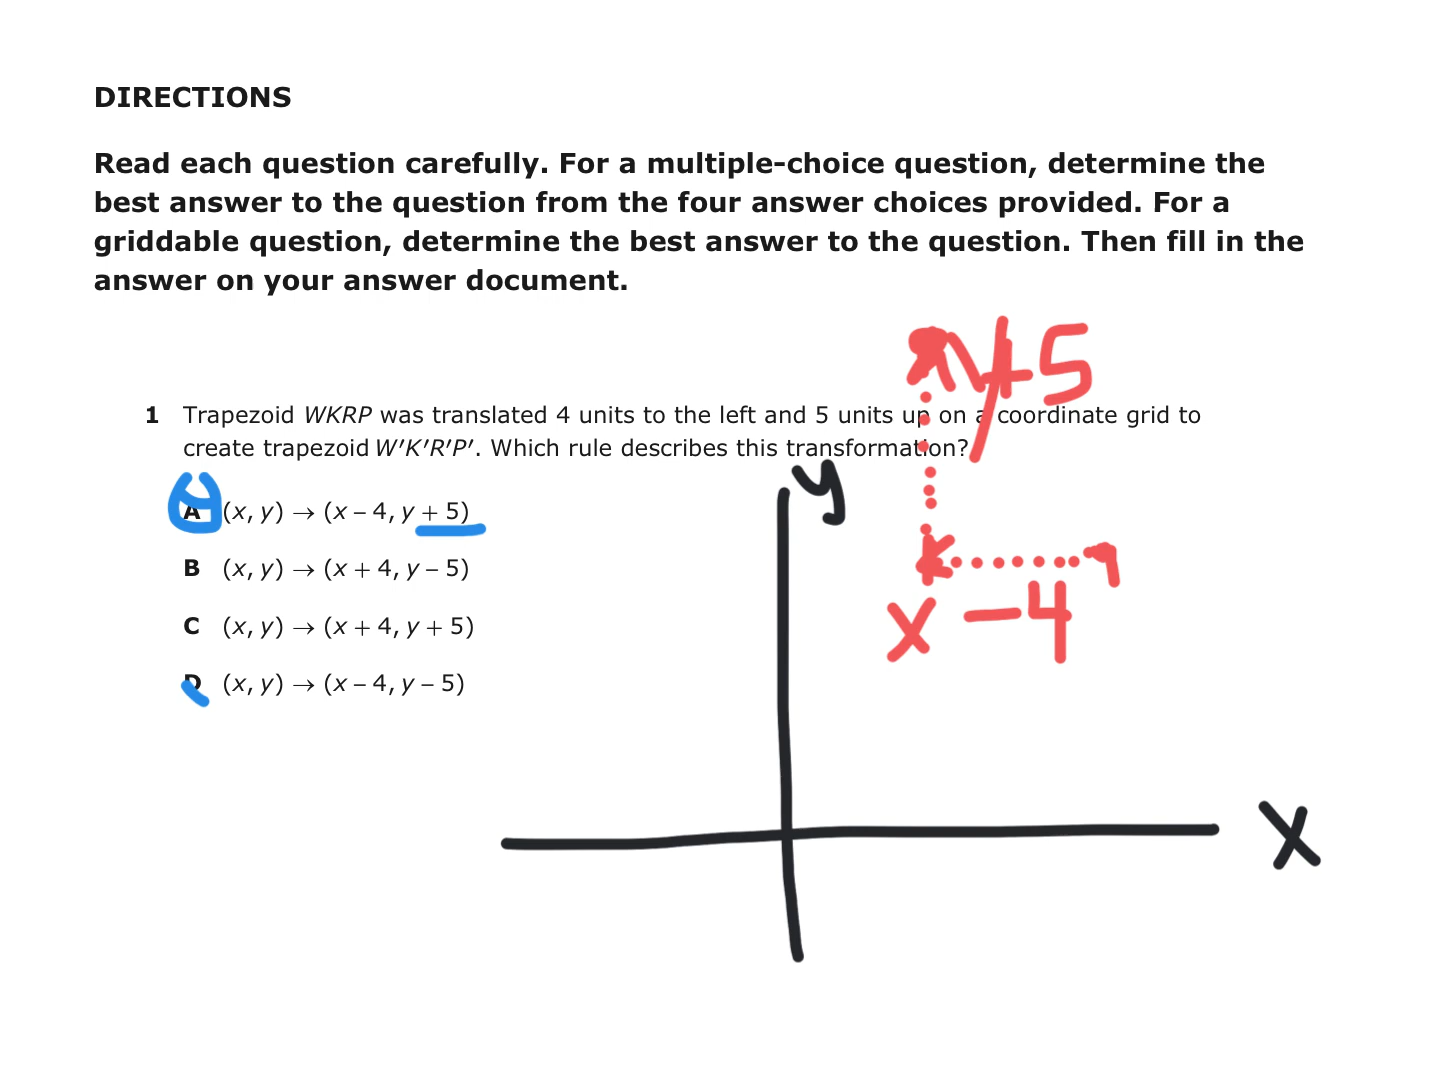 DIRECTIONS
Read each question carefully. For a multiple-choice question, determine the
best answer to the question from the four answer choices provided. For a
griddable question, determine the best answer to the question. Then fill in the
answer on your answer document.
y+5
1 Trapezoid WKRP was translated 4 units to the left and 5 units up on a coordinate grid to
create trapezoid W′K′R′P′. Which rule describes this transformation?
y
A (x, y) → (x – 4, y + 5)
B (x, y) → (x + 4, y – 5)
x – 4
C (x, y) → (x + 4, y + 5)
D (x, y) → (x – 4, y – 5)
x